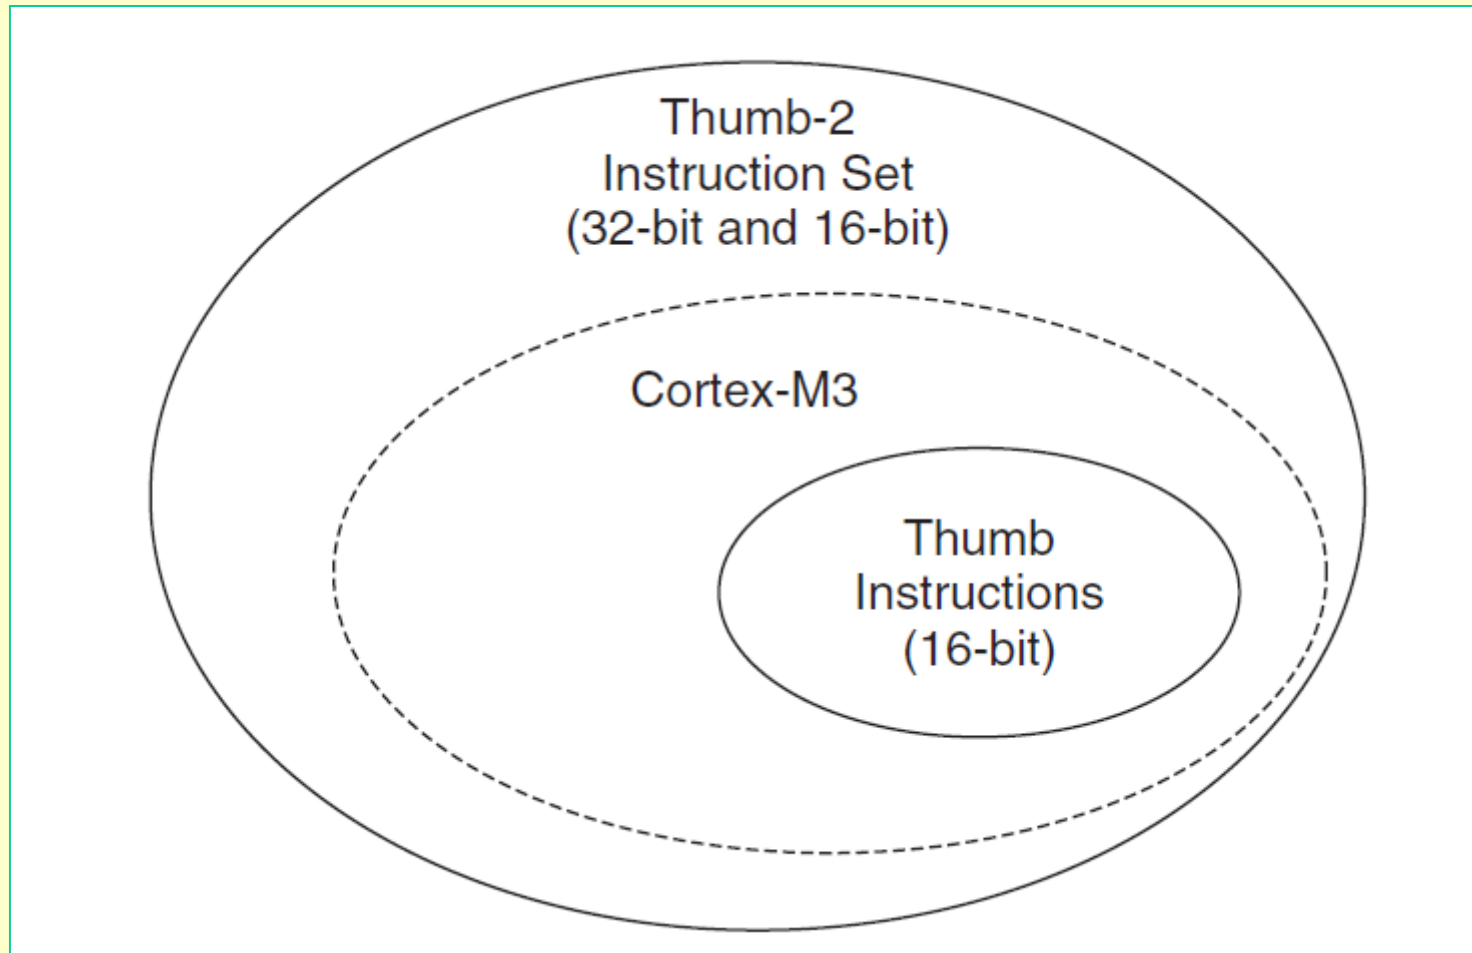 Thumb-2
Instruction Set
(32-bit and 16-bit)
Cortex-M3
Thumb
Instructions
(16-bit)